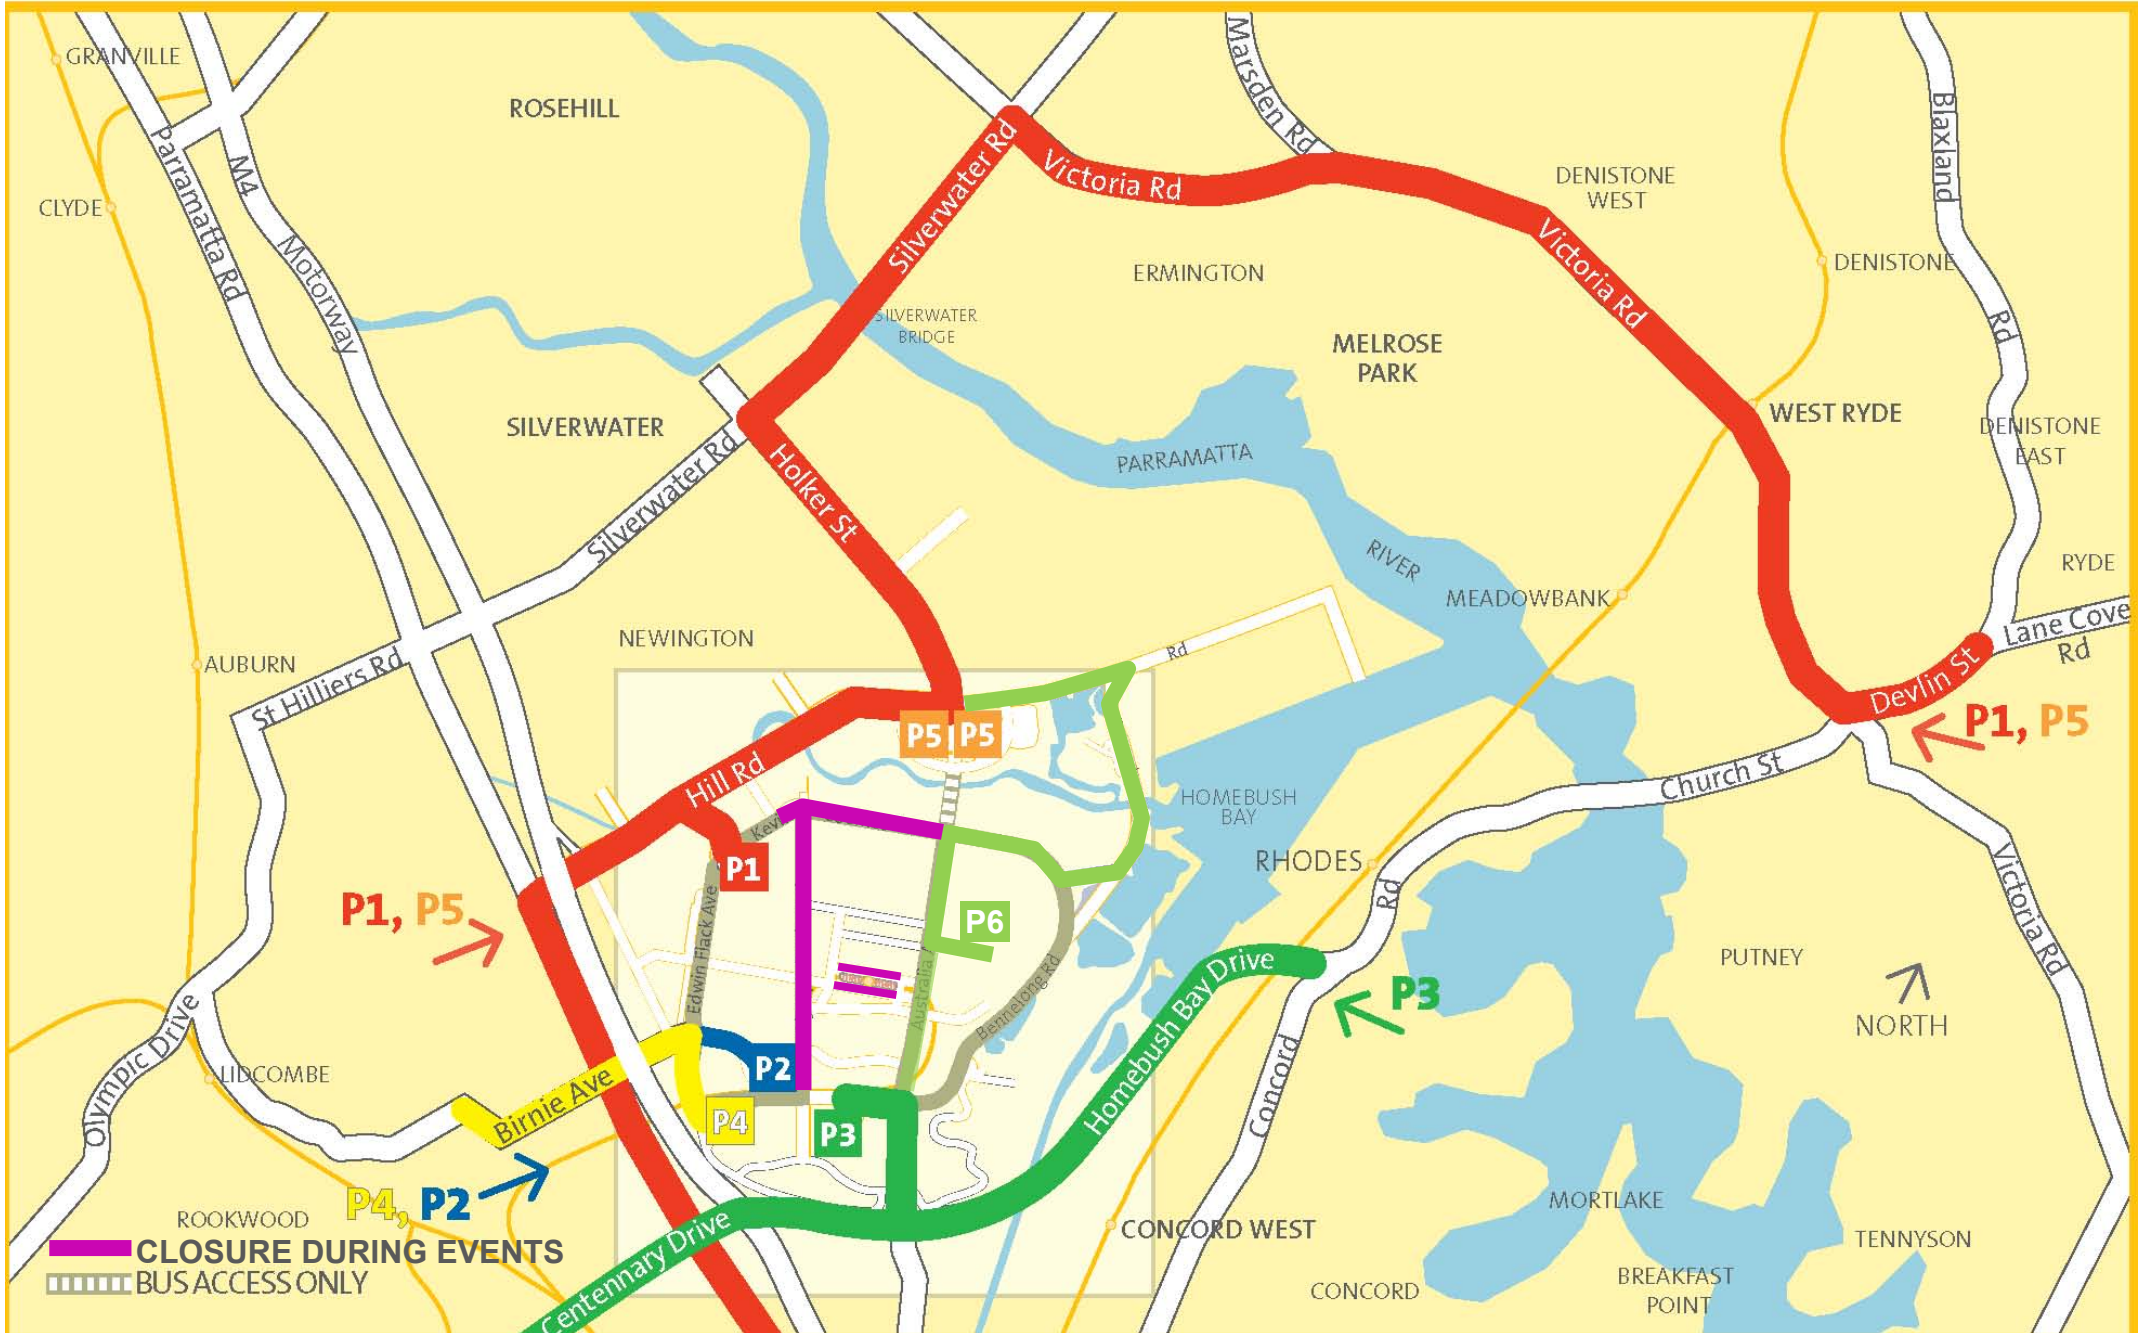 GRANVILLE
ROSEHILL
Marsden Rd
Blaxland
Rd
Parramatta Rd
M4
Motorway
CLYDE
Silverwater Rd
Victoria Rd
DENISTONE
WEST
Victoria Rd
DENISTONE
ERMINGTON
SILVERWATER
BRIDGE
MELROSE
PARK
SILVERWATER
Silverwater Rd
Holker St
PARRAMATTA
RIVER
WEST RYDE
DENISTONE
EAST
RYDE
MEADOWBANK
Lane Cove
Rd
NEWINGTON
Rd
AUBURN
St Hilliers Rd
Devlin St
P1, P5
P5
P5
Hill Rd
Church St
HOMEBUSH
BAY
RHODES
Rd
Victoria Rd
P1
P1, P5
P6
Edwin Flack Ave
Australia
Bennelong Rd
Homebush Bay Drive
PUTNEY
P3
NORTH
Olympic Drive
LIDCOMBE
Birnie Ave
P2
P4
P3
Concord
P4, P2
ROOKWOOD
MORTLAKE
CONCORD WEST
TENNYSON
CLOSURE DURING EVENTS
BUS ACCESS ONLY
Centennary Drive
CONCORD
BREAKFAST
POINT